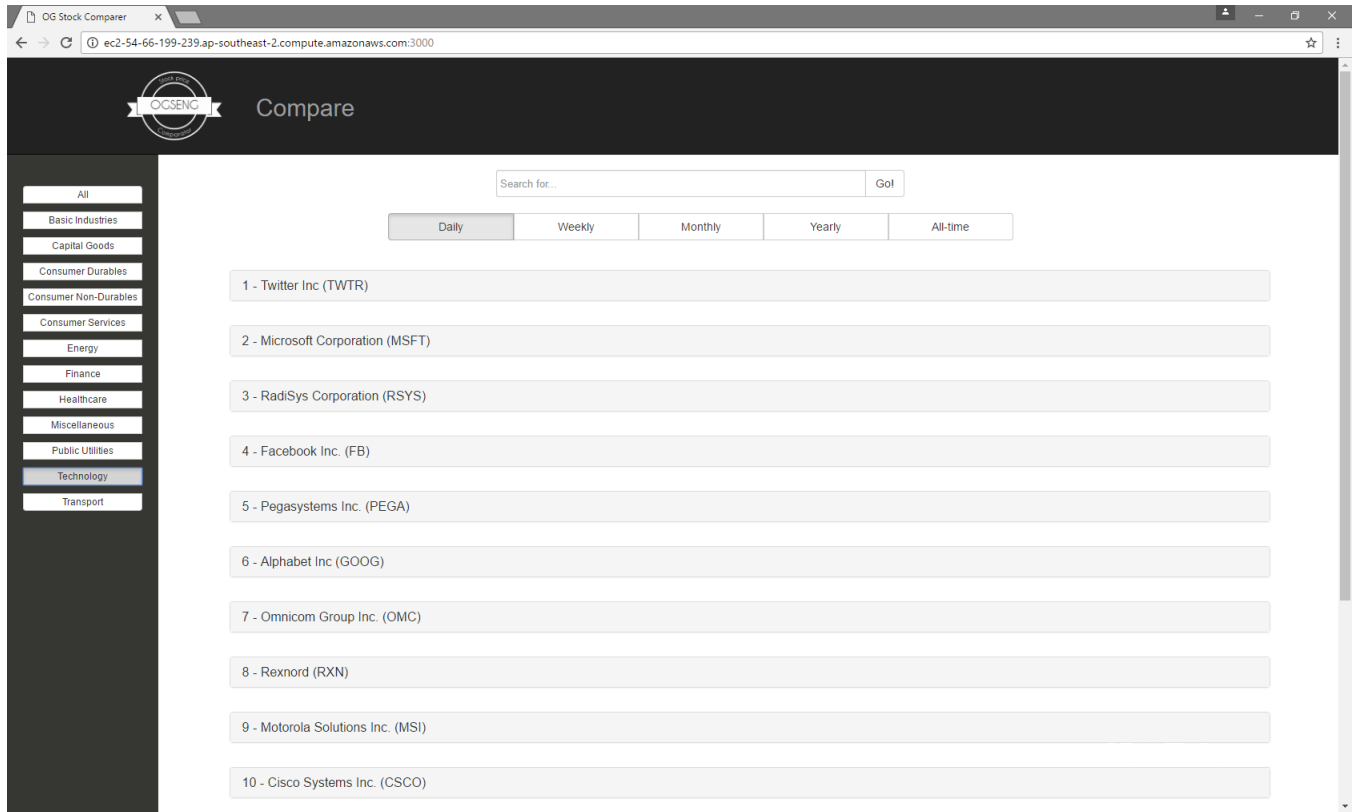 OG Stock Comparer
ec2-54-66-199-239.ap-southeast-2.compute.amazonaws.com:3000
Stock price
OGSENG
Comparator
Compare
All
Basic Industries
Capital Goods
Consumer Durables
Consumer Non-Durables
Consumer Services
Energy
Finance
Healthcare
Miscellaneous
Public Utilities
Technology
Transport
Search for... Go!
Daily Weekly Monthly Yearly All-time
1 - Twitter Inc (TWTR)
2 - Microsoft Corporation (MSFT)
3 - RadiSys Corporation (RSYS)
4 - Facebook Inc. (FB)
5 - Pegasystems Inc. (PEGA)
6 - Alphabet Inc (GOOG)
7 - Omnicom Group Inc. (OMC)
8 - Rexnord (RXN)
9 - Motorola Solutions Inc. (MSI)
10 - Cisco Systems Inc. (CSCO)